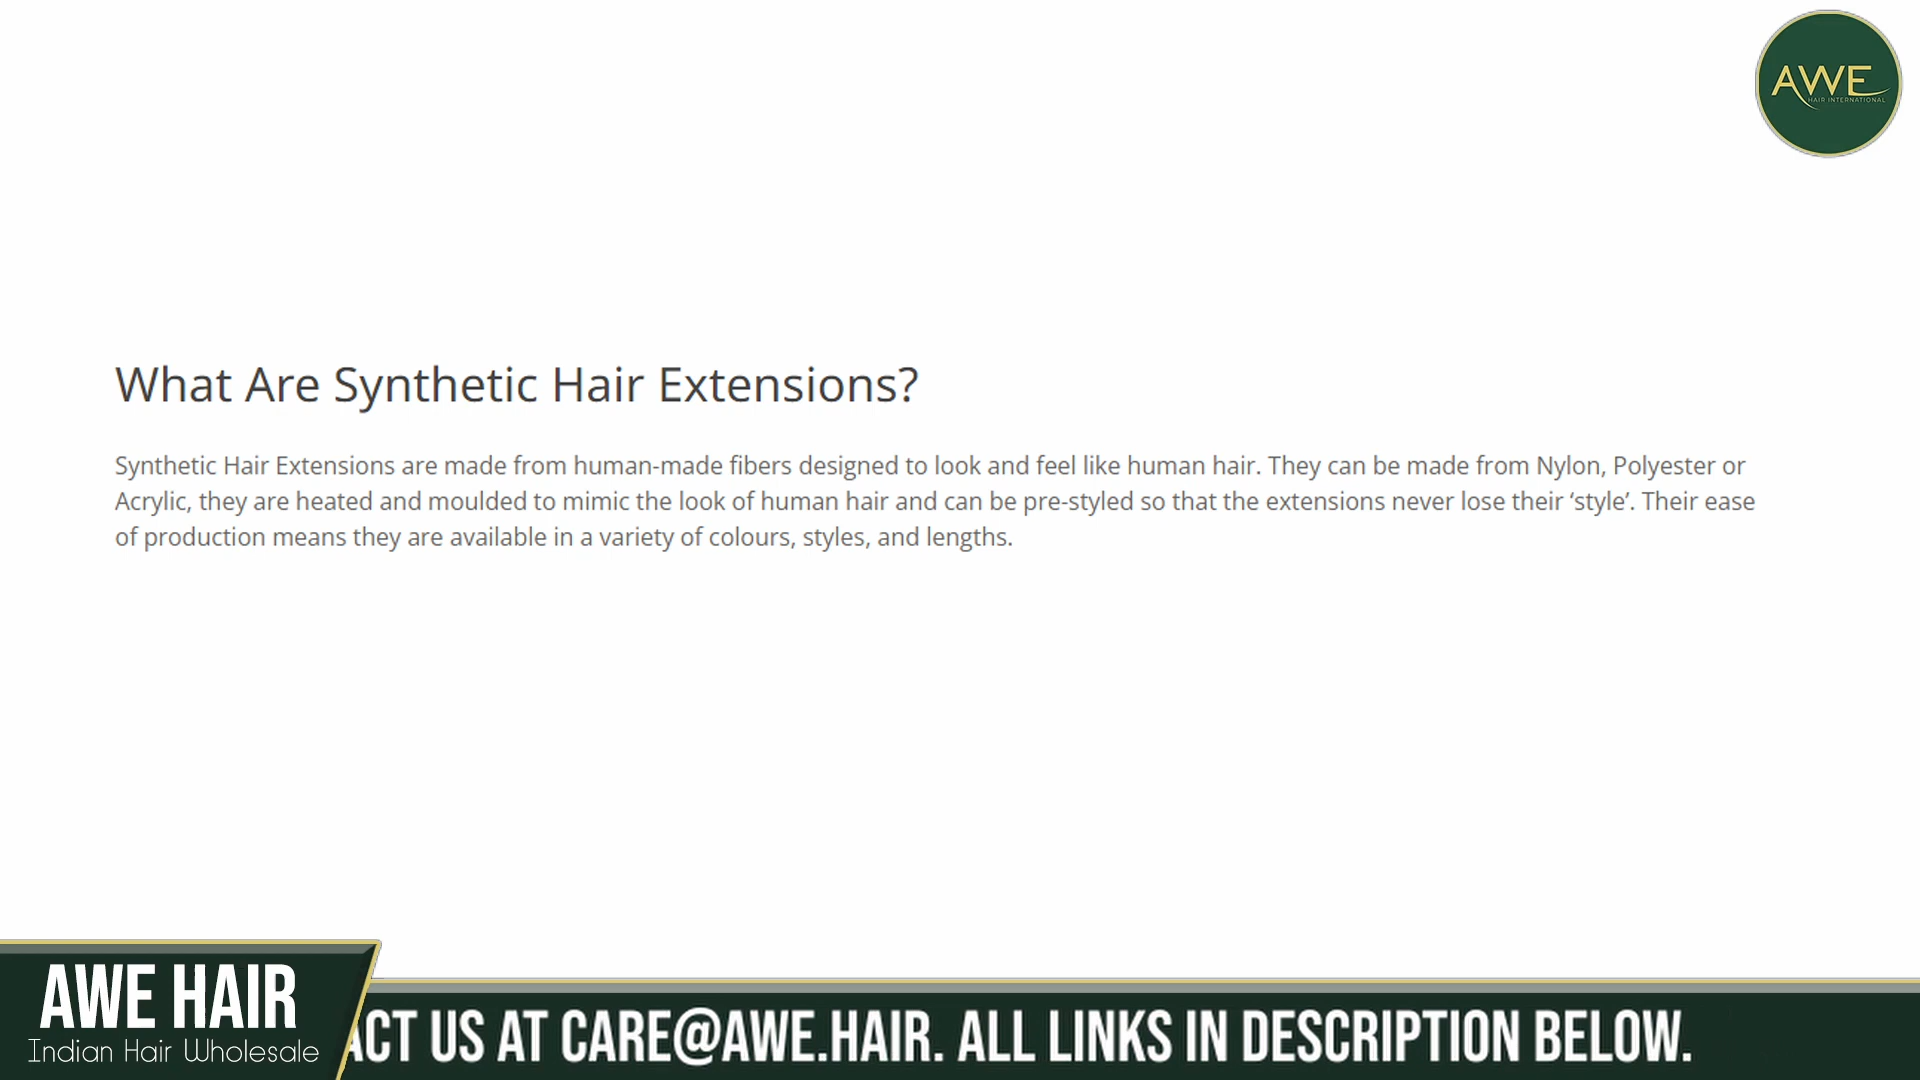 AWE
HAIR INTERNATIONAL
What Are Synthetic Hair Extensions?
Synthetic Hair Extensions are made from human-made fibers designed to look and feel like human hair. They can be made from Nylon, Polyester or
Acrylic, they are heated and moulded to mimic the look of human hair and can be pre-styled so that the extensions never lose their ‘style’. Their ease
of production means they are available in a variety of colours, styles, and lengths.
AWE HAIR
Indian Hair Wholesale
ACT US AT CARE@AWE.HAIR. ALL LINKS IN DESCRIPTION BELOW.